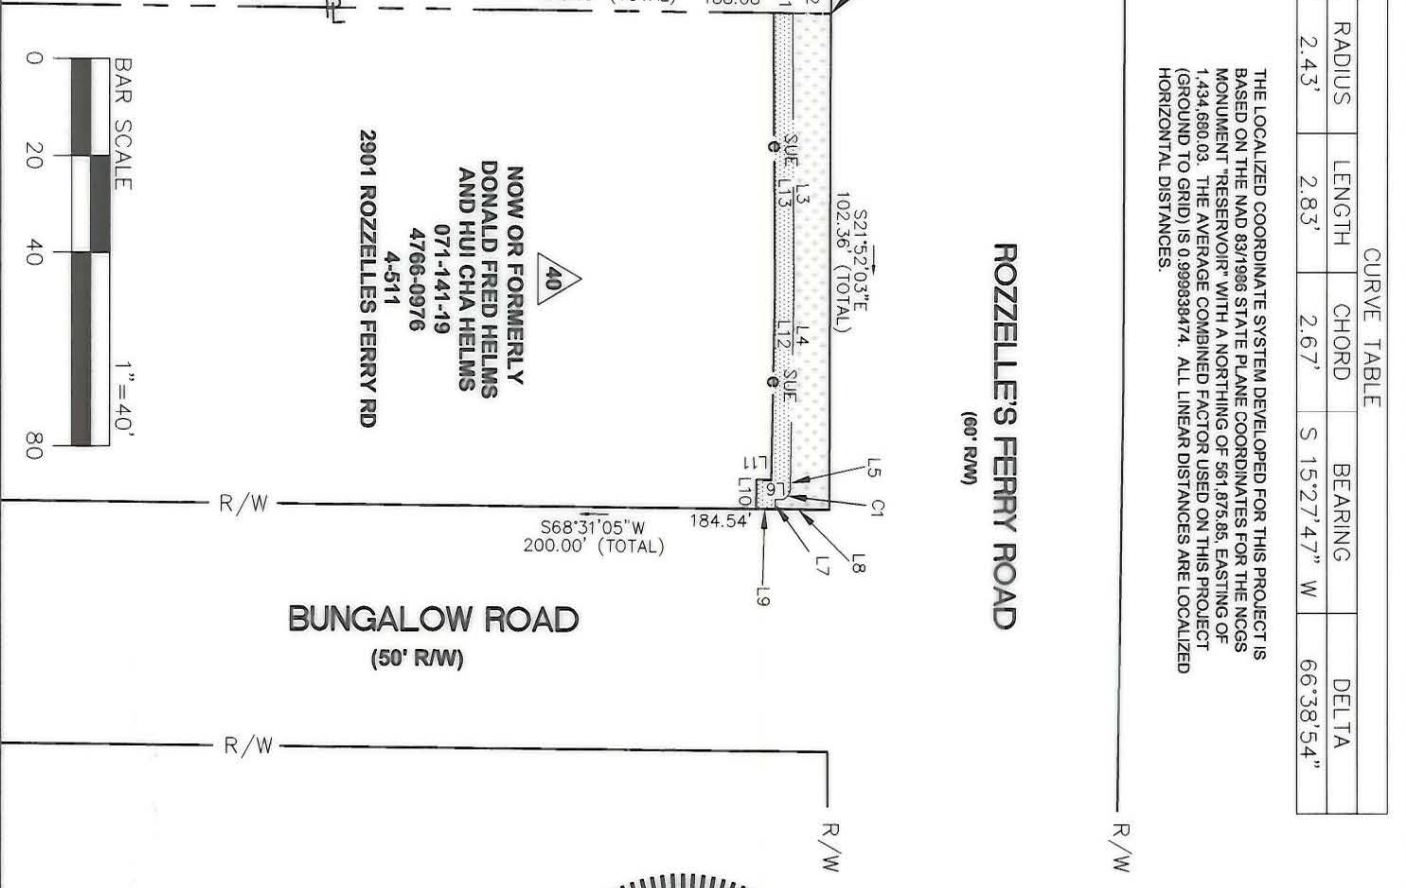 CURVE TABLE
RADIUS LENGTH CHORD BEARING DELTA
2.43' 2.83' 2.67' S 15°27'47" W 66°38'54"
THE LOCALIZED COORDINATE SYSTEM DEVELOPED FOR THIS PROJECT IS
BASED ON THE NAD 83/1986 STATE PLANE COORDINATES FOR THE NCGS
MONUMENT "RESERVOIR" WITH A NORTHING OF 561,875.85, EASTING OF
1,434,680.03. THE AVERAGE COMBINED FACTOR USED ON THIS PROJECT
(GROUND TO GRID) IS 0.999838474. ALL LINEAR DISTANCES ARE LOCALIZED
HORIZONTAL DISTANCES.
R/W
ROZZELLE'S FERRY ROAD
(60' R/W)
S21°52'03"E
102.36' (TOTAL)
SUE
e
L3
L13
L4
L12
SUE
e
L5
C1
L11
L6
L10
L8
L7
L9
184.54'
S68°31'05"W
200.00' (TOTAL)
R/W
40
NOW OR FORMERLY
DONALD FRED HELMS
AND HUI CHA HELMS
071-141-19
4766-0976
4-511
2901 ROZZELLES FERRY RD
BUNGALOW ROAD
(50' R/W)
R/W
R/W
BAR SCALE 1"=40'
0 20 40 80